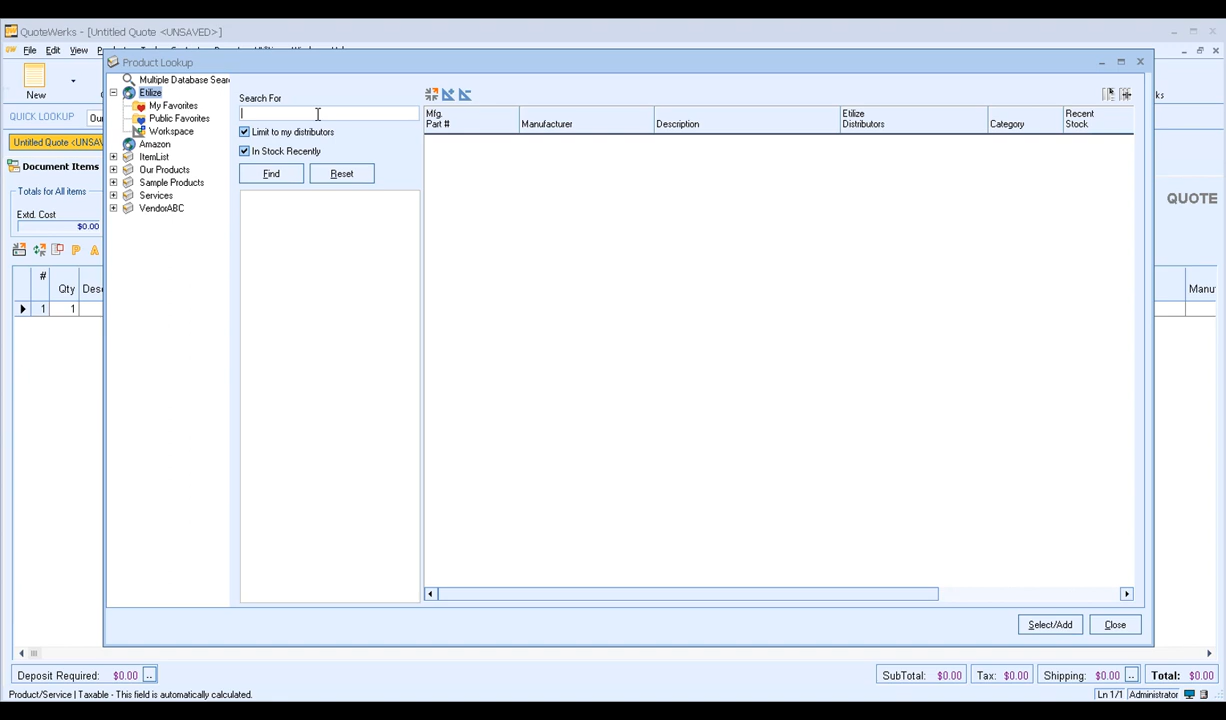 QuoteWerks - [Untitled Quote <UNSAVED>]
File Edit View
New
QUICK LOOKUP
Untitled Quote <UNSAV
Document Items
Totals for All items
Extd. Cost
$0.00
P A
# Qty Desc
1 1
Product Lookup
Multiple Database Sear
Etilize
My Favorites
Public Favorites
Workspace
Amazon
ItemList
Our Products
Sample Products
Services
VendorABC
Search For
Limit to my distributors
In Stock Recently
Find Reset
Mfg. Part # Manufacturer Description Etilize Distributors Category Recent Stock
Select/Add Close
ks
QUOTE
Manu
Deposit Required: $0.00 .. SubTotal: $0.00 Tax: $0.00 Shipping: $0.00 .. Total: $0.00
Product/Service | Taxable - This field is automatically calculated. Ln 1/1 Administrator